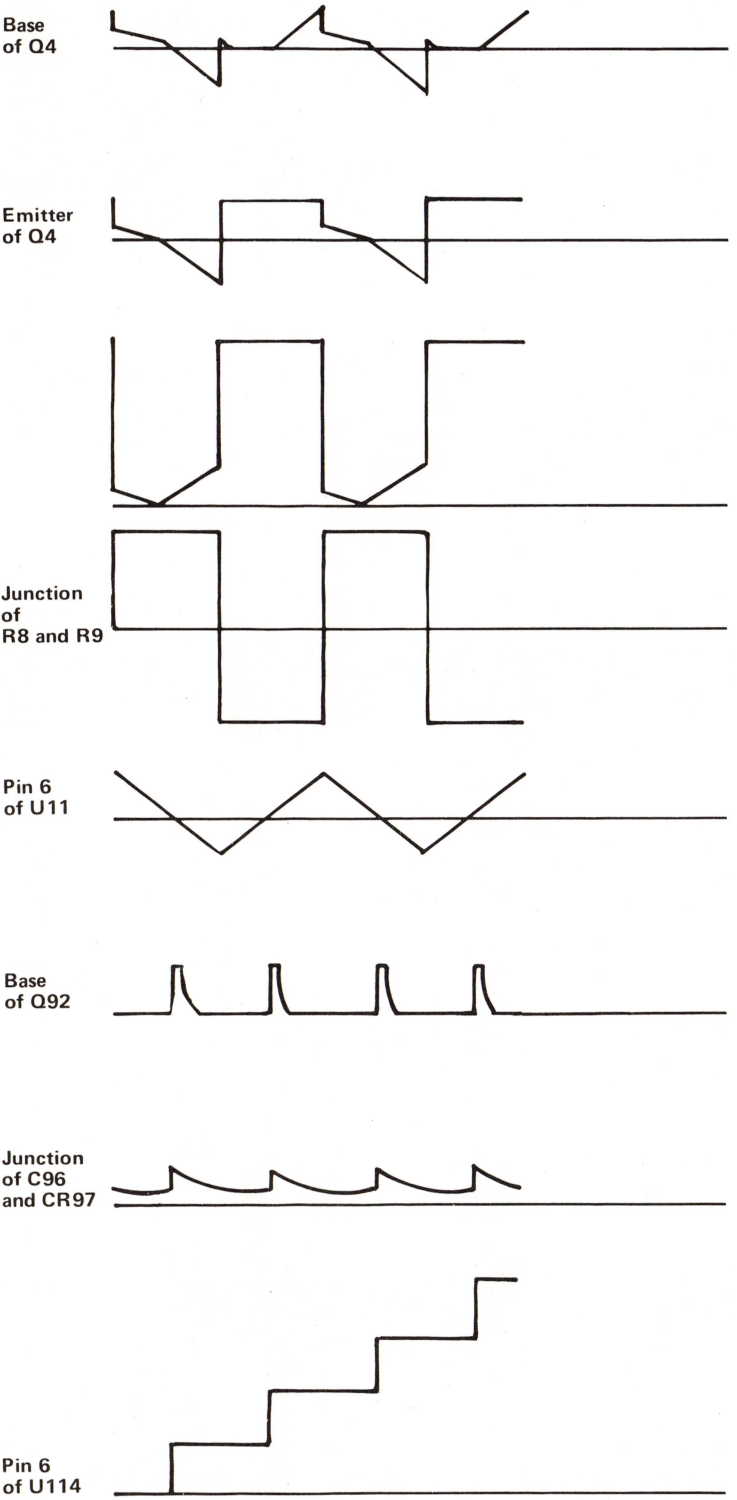 Base
of Q4
Emitter
of Q4
Junction
of
R8 and R9
Pin 6
of U11
Base
of Q92
Junction
of C96
and CR97
Pin 6
of U114